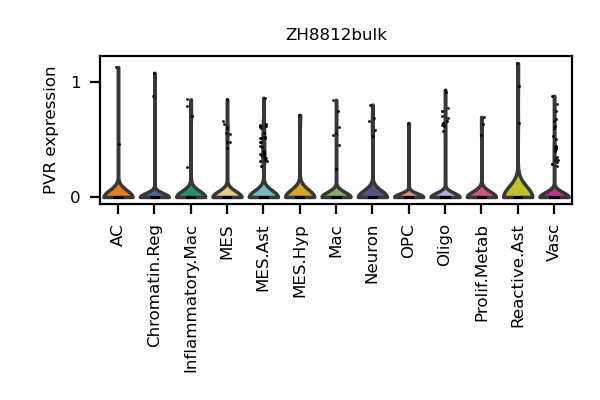 ZH8812bulk
PVR expression
1
0
AC
Chromatin.Reg
Inflammatory.Mac
MES
MES.Ast
MES.Hyp
Mac
Neuron
OPC
Oligo
Prolif.Metab
Reactive.Ast
Vasc